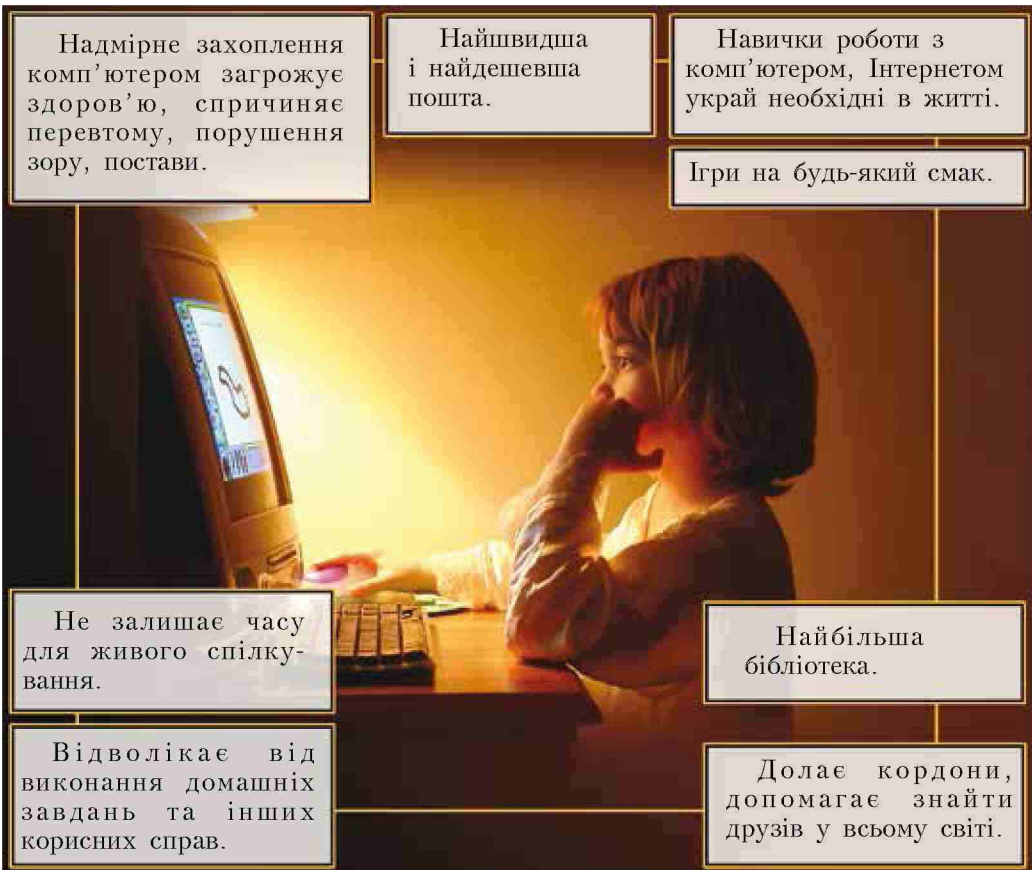 Надмірне захоплення
комп’ютером загрожує
здоров’ю, спричиняє
перевтому, порушення
зору, постави.
Найшвидша
і найдешевша
пошта.
Навички роботи з
комп’ютером, Інтернетом
украй необхідні в житті.
Ігри на будь-який смак.
Не залишає часу
для живого спілку-
вання.
Відволікає від
виконання домашніх
завдань та інших
корисних справ.
Найбільша
бібліотека.
Долає кордони,
допомагає знайти
друзів у всьому світі.